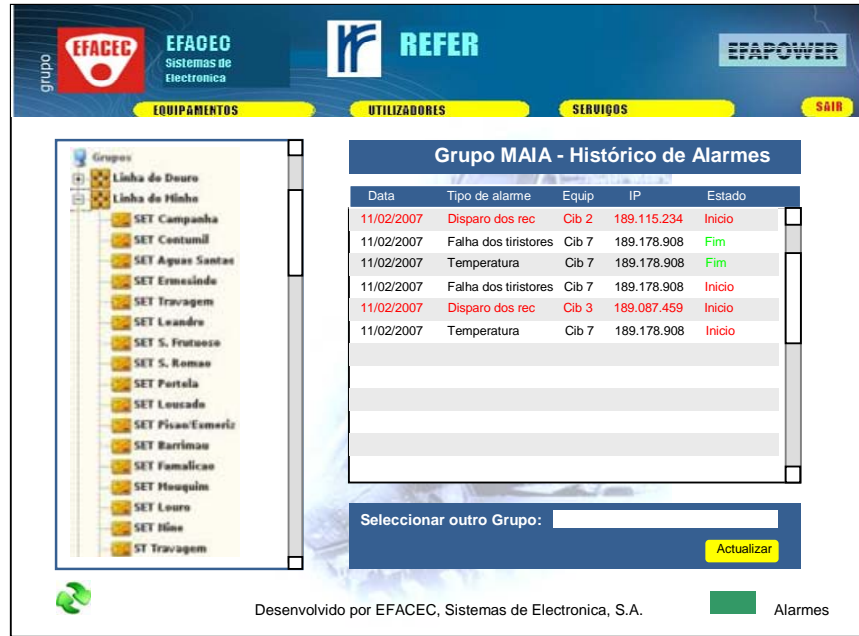 grupo
EFACEC
EFACEC
Sistemas de
Electronica
REFER
EFAPOWER
EQUIPAMENTOS
UTILIZADORES
SERVIÇOS
SAIR
Grupos
Linha do Douro
Linha do Minho
SET Campanha
SET Contumil
SET Aguas Santas
SET Ermesinde
SET Travagem
SET Leandro
SET S. Frutuoso
SET S. Romao
SET Portela
SET Lousado
SET Pisao/Esmeriz
SET Barrimau
SET Famalicao
SET Mouquim
SET Louro
SET Nine
ST Travagem
Grupo MAIA - Histórico de Alarmes
Data Tipo de alarme Equip IP Estado
11/02/2007 Disparo dos rec Cib 2 189.115.234 Inicio
11/02/2007 Falha dos tiristores Cib 7 189.178.908 Fim
11/02/2007 Temperatura Cib 7 189.178.908 Fim
11/02/2007 Falha dos tiristores Cib 7 189.178.908 Inicio
11/02/2007 Disparo dos rec Cib 3 189.087.459 Inicio
11/02/2007 Temperatura Cib 7 189.178.908 Inicio
Seleccionar outro Grupo:
Actualizar
Desenvolvido por EFACEC, Sistemas de Electronica, S.A.
Alarmes